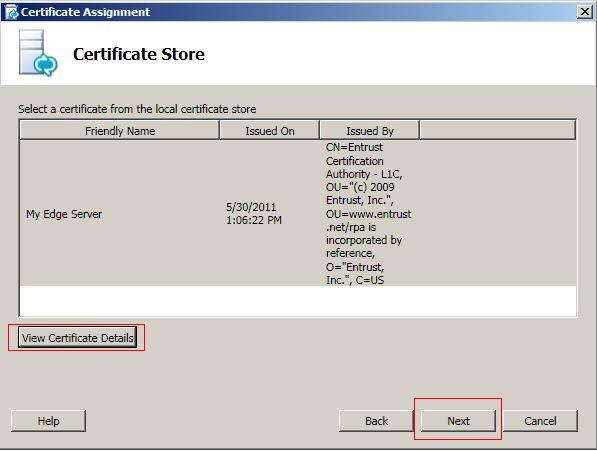 Certificate Assignment
Certificate Store
Select a certificate from the local certificate store
Friendly Name Issued On Issued By
My Edge Server
5/30/2011
1:06:22 PM
CN=Entrust
Certification
Authority - L1C,
OU="(c) 2009
Entrust, Inc.",
OU=www.entrust
.net/rpa is
incorporated by
reference,
O="Entrust,
Inc.", C=US
View Certificate Details
Help Back Next Cancel